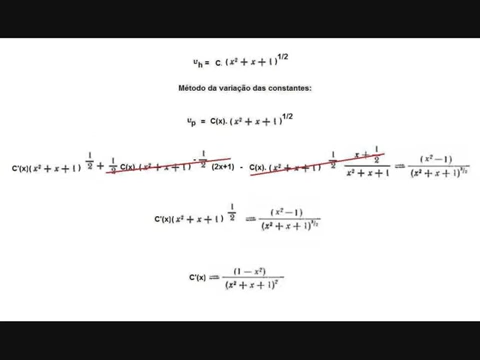 u_h = C. (x² + x + 1)^1/2
Método da variação das constantes:
u_p = C(x). (x² + x + 1)^1/2
C'(x)(x² + x + 1)^1/2 + 1/2 C(x). (x² + x + 1)^-1/2 (2x+1) - C(x). (x² + x + 1)^1/2 (x + 1/2)/(x² + x + 1) = (x² − 1)/(x² + x + 1)^3/2
C'(x)(x² + x + 1)^1/2 = (x² − 1)/(x² + x + 1)^3/2
C'(x) = (1 − x²)/(x² + x + 1)²